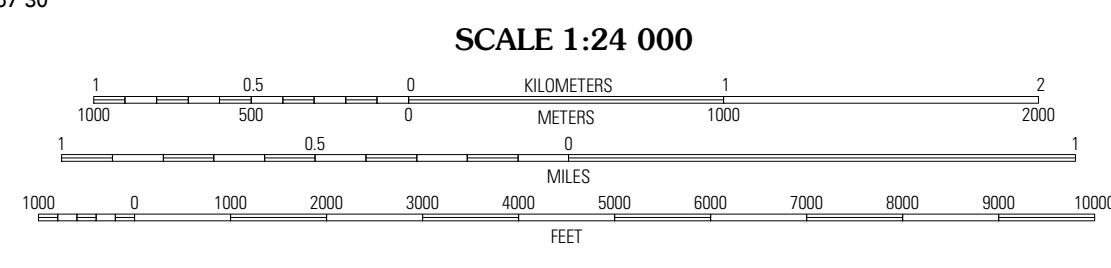 SCALE 1:24 000
1 0.5 0 KILOMETERS 1 2
1000 500 0 METERS 1000 2000
1 0.5 0 1
MILES
1000 0 1000 2000 3000 4000 5000 6000 7000 8000 9000 10000
FEET